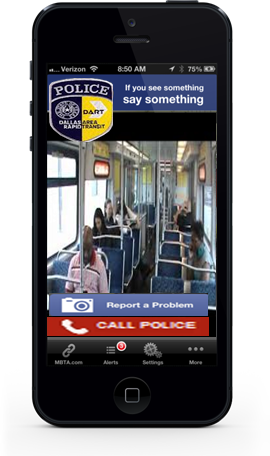 Verizon 8:50 AM 75%
POLICE
DART
DALLAS AREA
RAPID TRANSIT
If you see something
say something
Report a Problem
CALL POLICE
MBTA.com Alerts Settings More